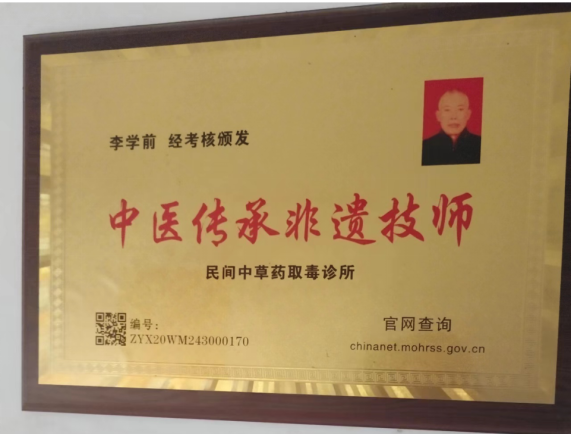 李学前 经考核颁发
中医传承非遗技师
民间中草药取毒诊所
编号:
ZYX20WM243000170
官网查询
chinanet.mohrss.gov.cn